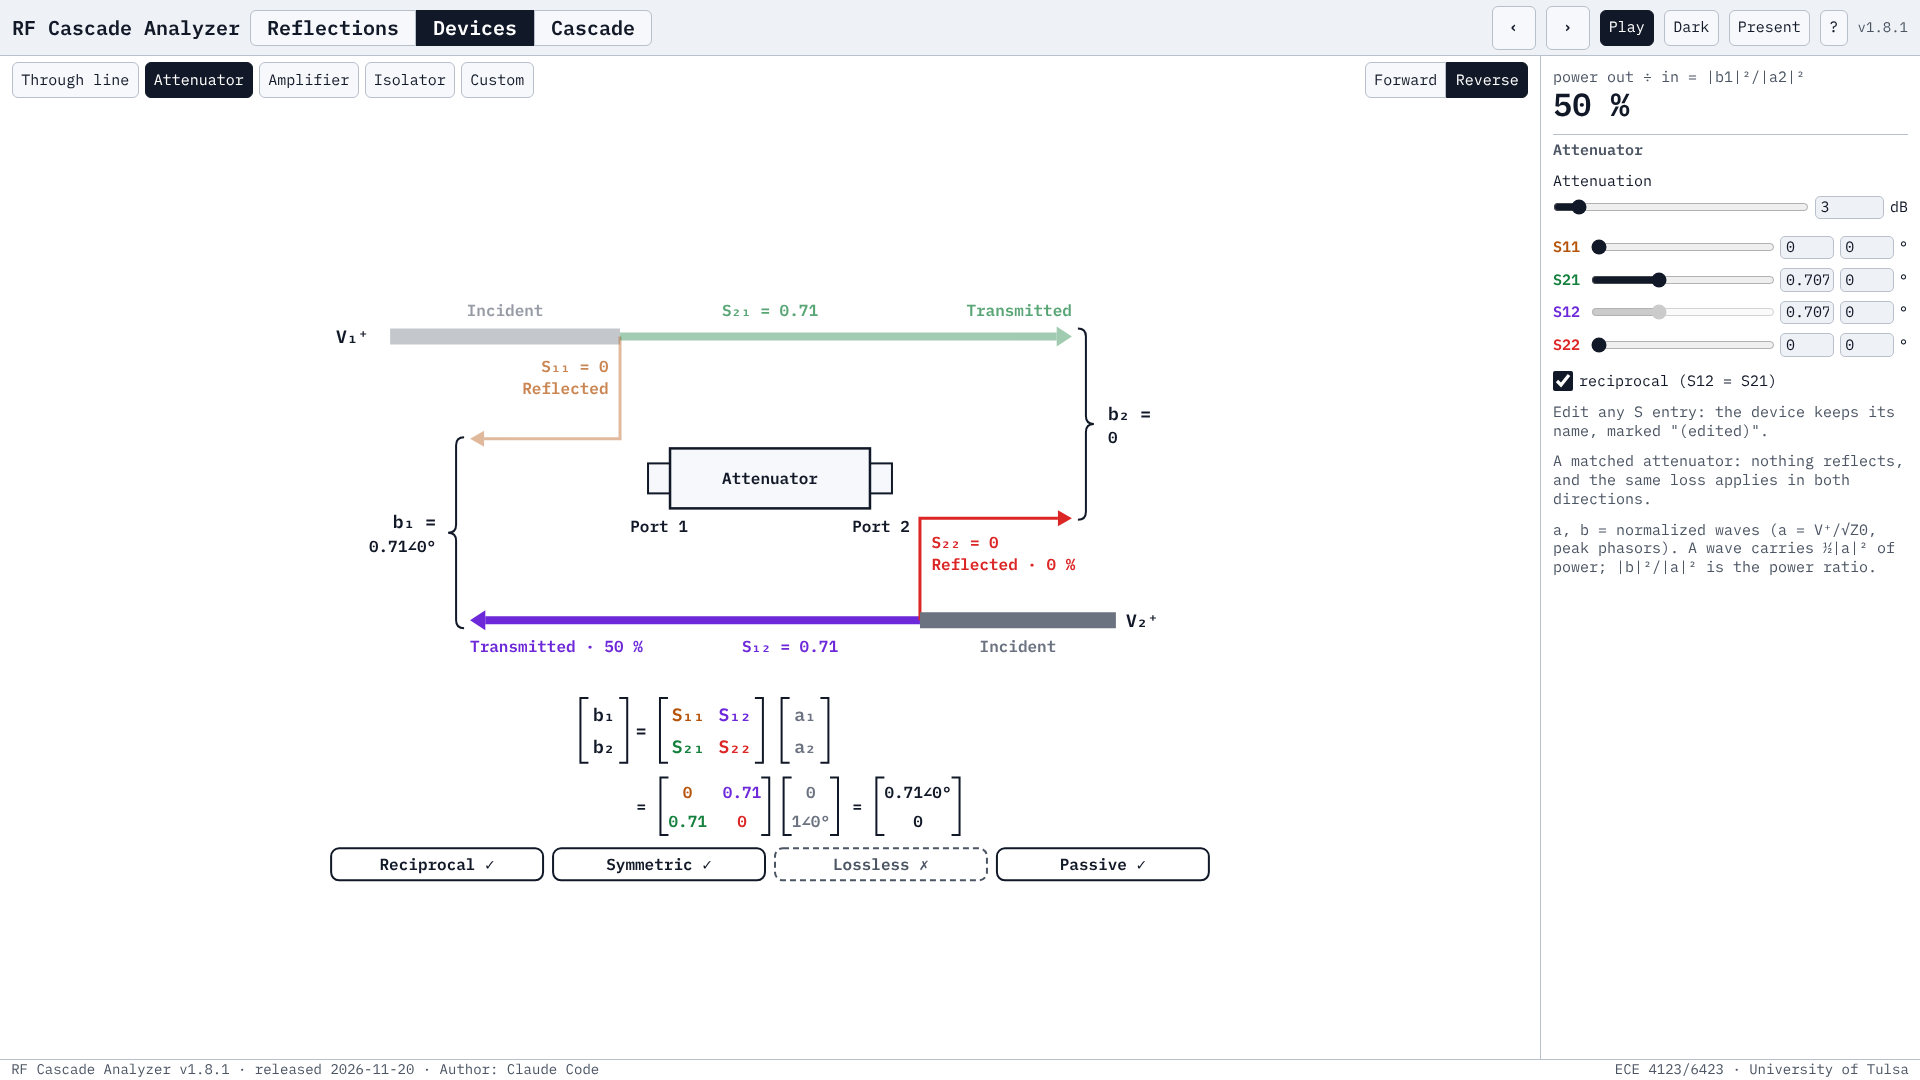 RF Cascade Analyzer Reflections Devices Cascade ‹ › Play Dark Present ? v1.8.1
Through line Attenuator Amplifier Isolator Custom Forward Reverse
power out ÷ in = |b1|²/|a2|²
50 %
Attenuator
Attenuation
3 dB
S11 0 0 °
S21 0.707 0 °
S12 0.707 0 °
S22 0 0 °
reciprocal (S12 = S21)
Edit any S entry: the device keeps its
name, marked "(edited)".
A matched attenuator: nothing reflects,
and the same loss applies in both
directions.
a, b = normalized waves (a = V⁺/√Z0,
peak phasors). A wave carries ½|a|² of
power; |b|²/|a|² is the power ratio.
Incident S₂₁ = 0.71 Transmitted
V₁⁺
S₁₁ = 0
Reflected
b₂ =
0
Attenuator
Port 1 Port 2
b₁ =
0.71∠0°
S₂₂ = 0
Reflected · 0 %
V₂⁺
Transmitted · 50 % S₁₂ = 0.71 Incident
b₁ S₁₁ S₁₂ a₁
=
b₂ S₂₁ S₂₂ a₂
0 0.71 0 0.71∠0°
= =
0.71 0 1∠0° 0
Reciprocal ✓ Symmetric ✓ Lossless ✗ Passive ✓
RF Cascade Analyzer v1.8.1 · released 2026-11-20 · Author: Claude Code ECE 4123/6423 · University of Tulsa